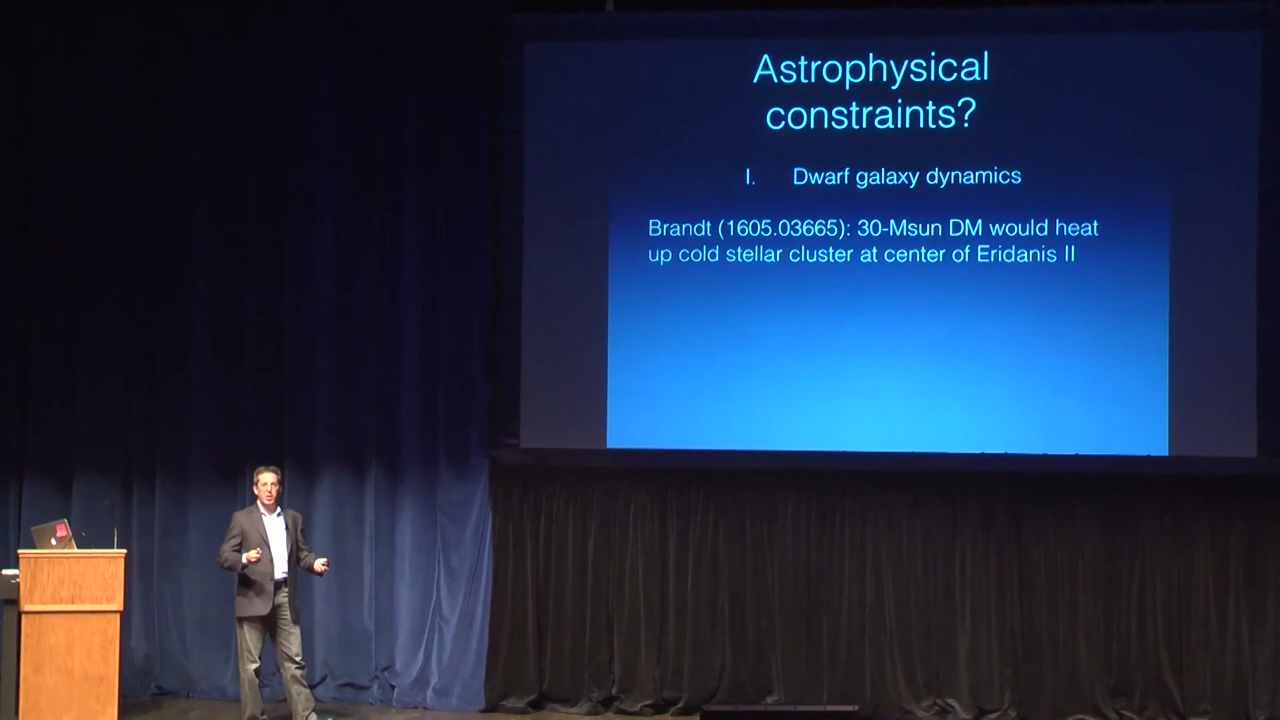 Astrophysical
constraints?
I. Dwarf galaxy dynamics
Brandt (1605.03665): 30-Msun DM would heat
up cold stellar cluster at center of Eridanis II